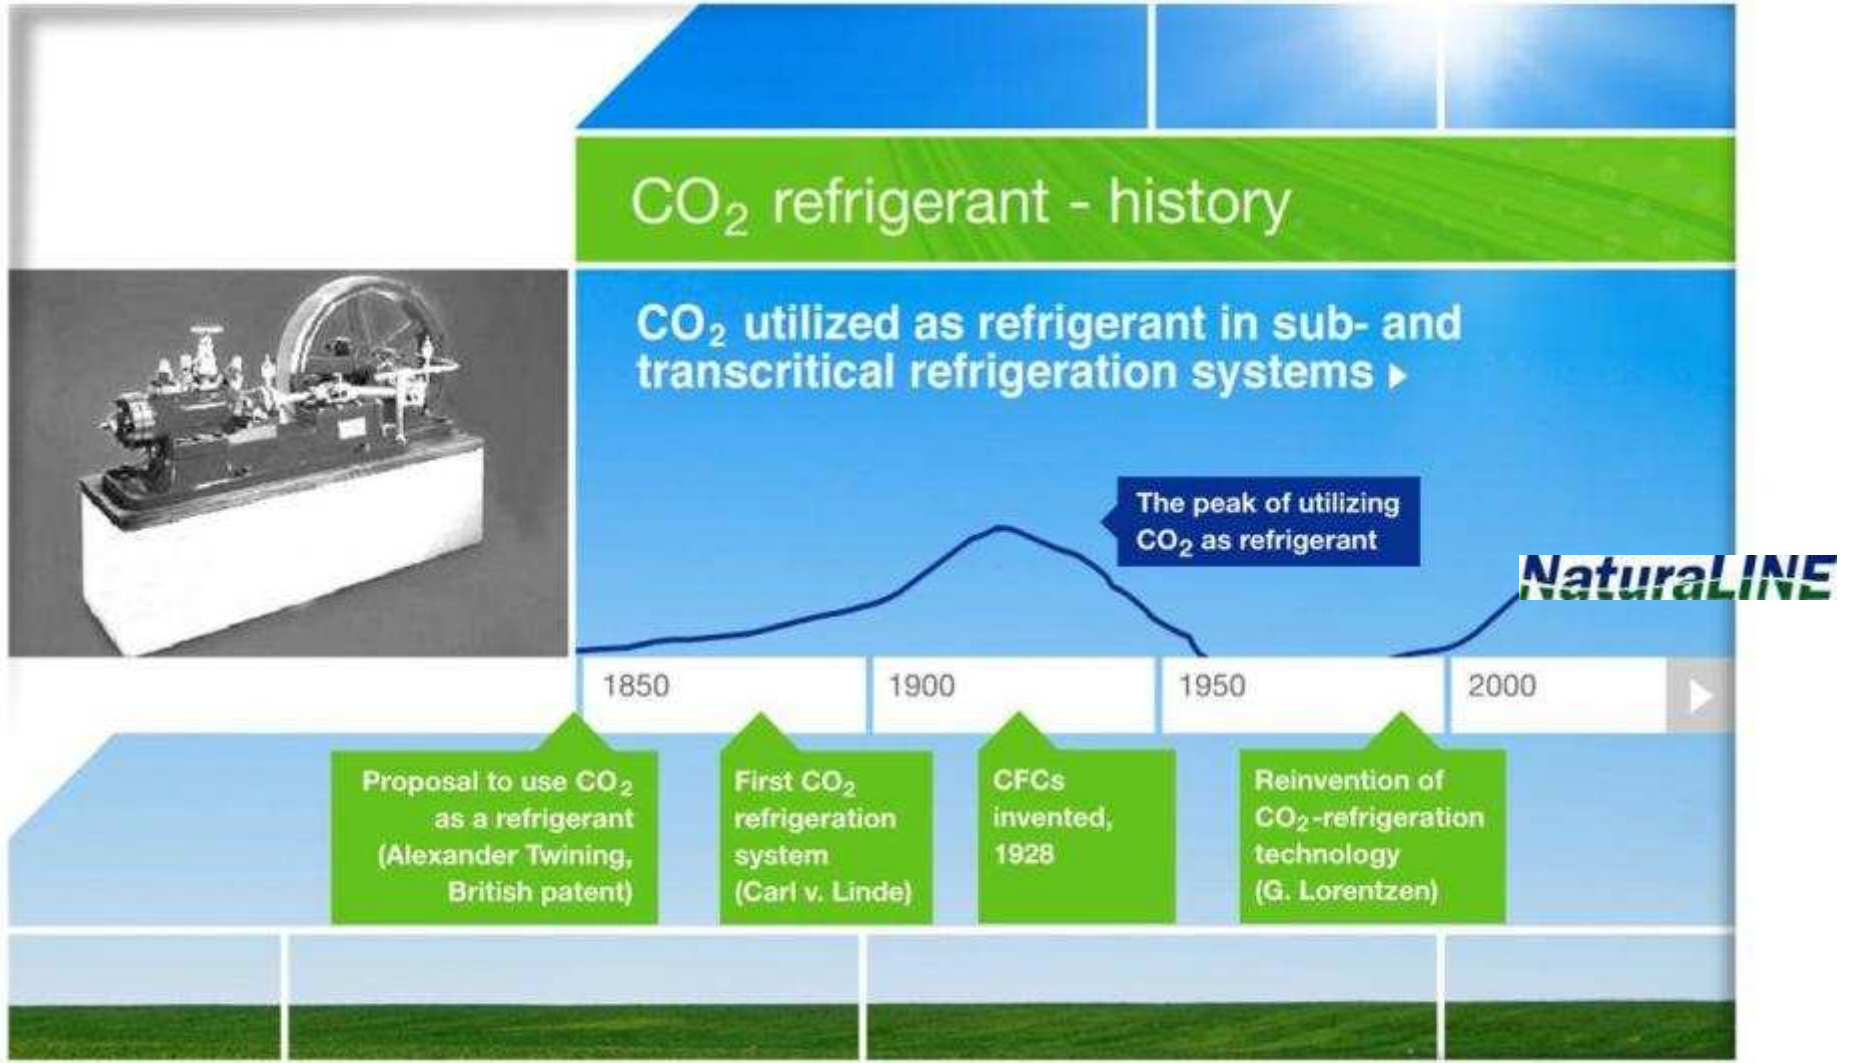 CO₂ refrigerant - history
CO₂ utilized as refrigerant in sub- and
transcritical refrigeration systems
The peak of utilizing
CO₂ as refrigerant
NaturaLINE
1850
1900
1950
2000
Proposal to use CO₂
as a refrigerant
(Alexander Twining,
British patent)
First CO₂
refrigeration
system
(Carl v. Linde)
CFCs
invented,
1928
Reinvention of
CO₂-refrigeration
technology
(G. Lorentzen)